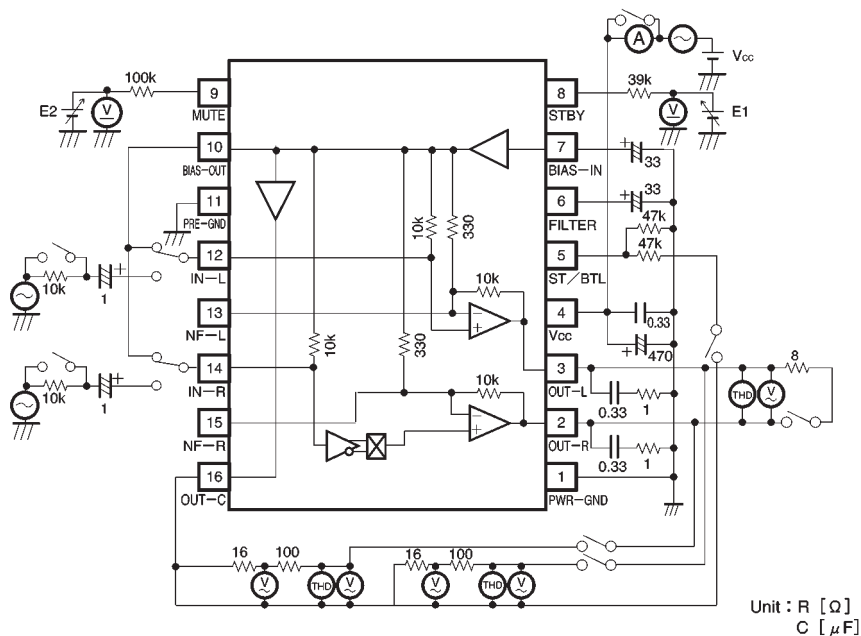 A
~
Vcc
100k
9
MUTE
8
STBY
39k
E2
V
V
E1
10
BIAS-OUT
7
BIAS-IN
+
33
11
PRE-GND
6
FILTER
+
33
10k
330
47k
47k
12
IN-L
5
ST/BTL
10k
+
1
10k
13
NF-L
−
+
4
Vcc
0.33
+
470
10k
330
14
IN-R
3
OUT-L
8
10k
+
1
10k
0.33
1
THD
V
15
NF-R
−
+
2
OUT-R
0.33
1
16
OUT-C
1
PWR-GND
16
100
16
100
V
THD
V
V
THD
V
Unit : R [Ω]
C [μF]